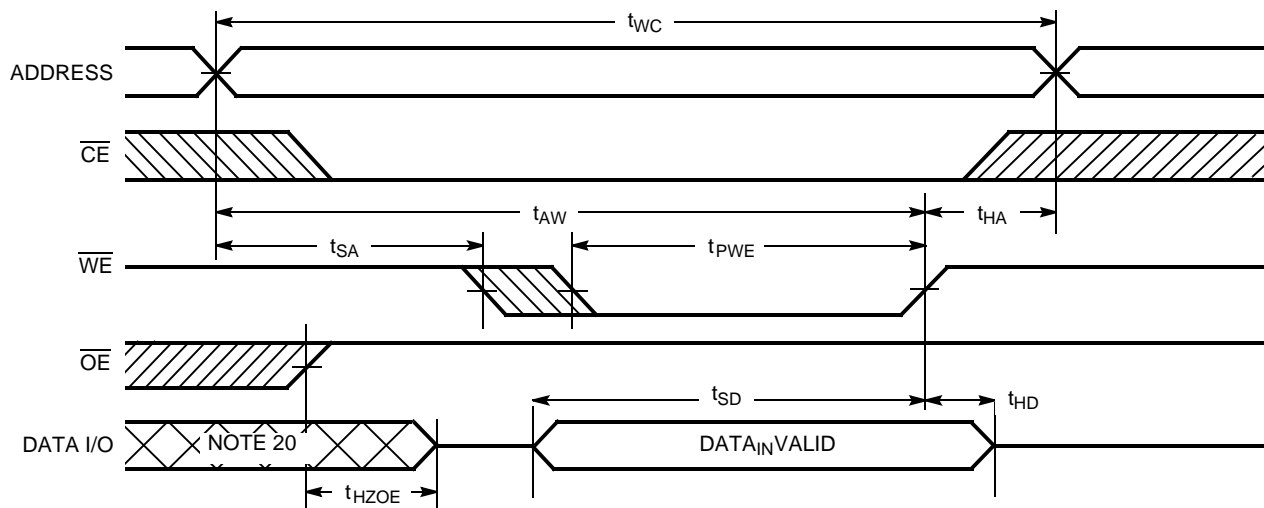 tWC
ADDRESS
CE
tAW
tHA
tSA
tPWE
WE
OE
tSD
tHD
DATA I/O
NOTE 20
DATAINVALID
tHZOE